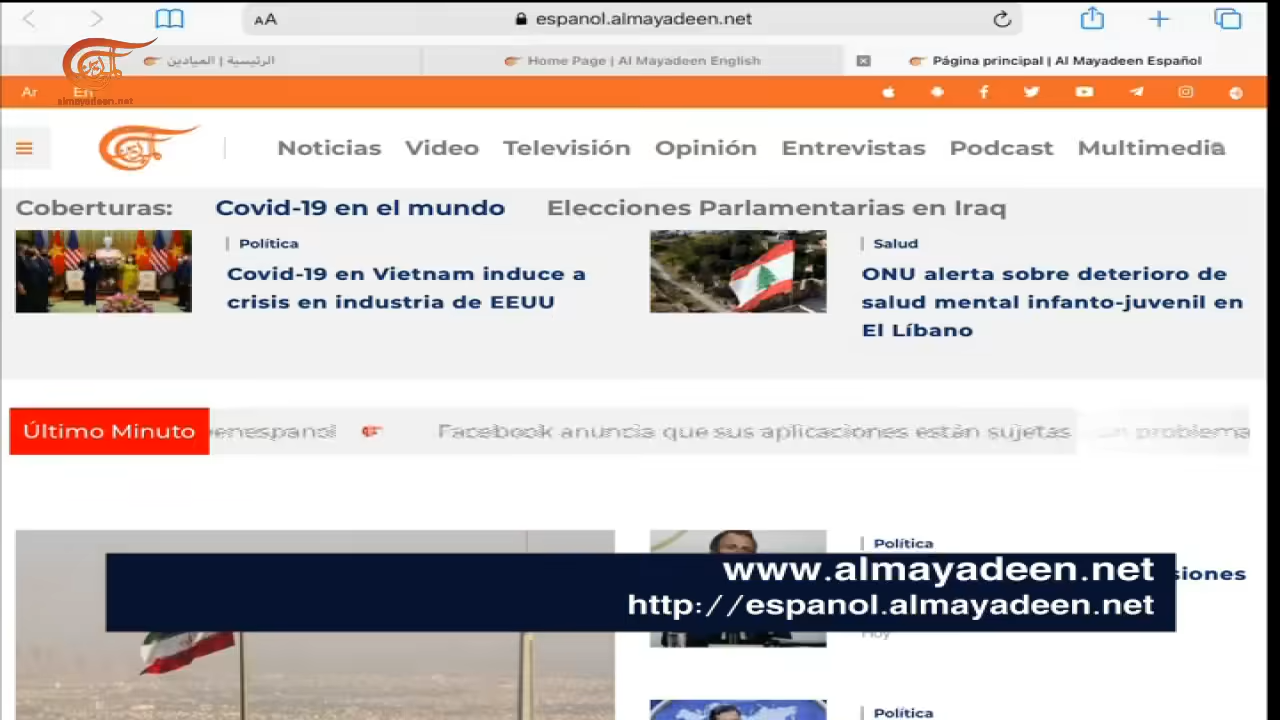 AA
espanol.almayadeen.net
الرئيسية | الميادين
Home Page | Al Mayadeen English
Página principal | Al Mayadeen Español
almayadeen.net
Ar
En
Noticias
Video
Televisión
Opinión
Entrevistas
Podcast
Multimedia
Coberturas:
Covid-19 en el mundo
Elecciones Parlamentarias en Iraq
Política
Covid-19 en Vietnam induce a
crisis en industria de EEUU
Salud
ONU alerta sobre deterioro de
salud mental infanto-juvenil en
El Líbano
Último Minuto
Facebook anuncia que sus aplicaciones están sujetas un problema
Política
www.almayadeen.net
http://espanol.almayadeen.net
Hoy
Política